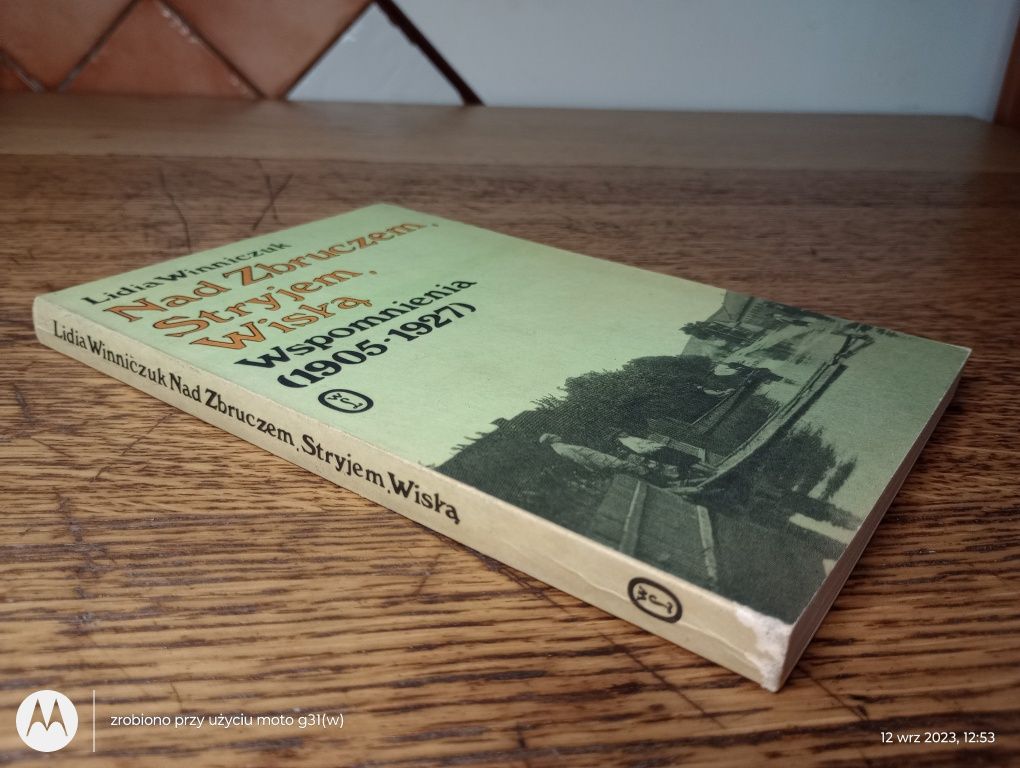 Lidia Winniczuk
Nad Zbruczem,
Stryjem,
Wisłą
Wspomnienia
(1905-1927)
Lidia Winniczuk Nad Zbruczem, Stryjem, Wisłą
zrobiono przy użyciu moto g31(w)
12 wrz 2023, 12:53